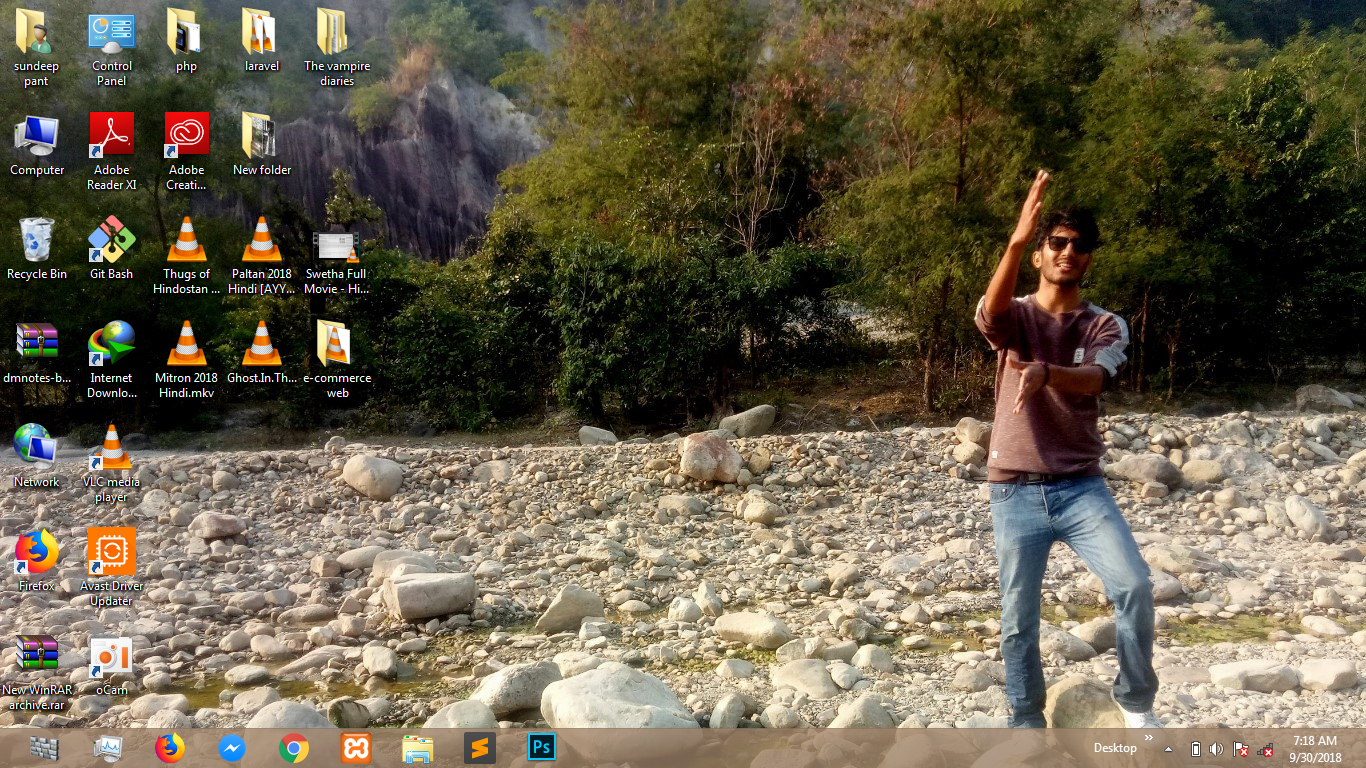 sundeep
pant
Control
Panel
php
laravel
The vampire
diaries
Computer
Adobe
Reader XI
Adobe
Creati...
New folder
Recycle Bin
Git Bash
Thugs of
Hindostan ...
Paltan 2018
Hindi [AYY...
Swetha Full
Movie - Hi...
dmnotes-b...
Internet
Downlo...
Mitron 2018
Hindi.mkv
Ghost.In.Th...
e-commerce
web
Network
VLC media
player
Firefox
Avast Driver
Updater
New WinRAR
archive.rar
oCam
Ps
Desktop
7:18 AM
9/30/2018